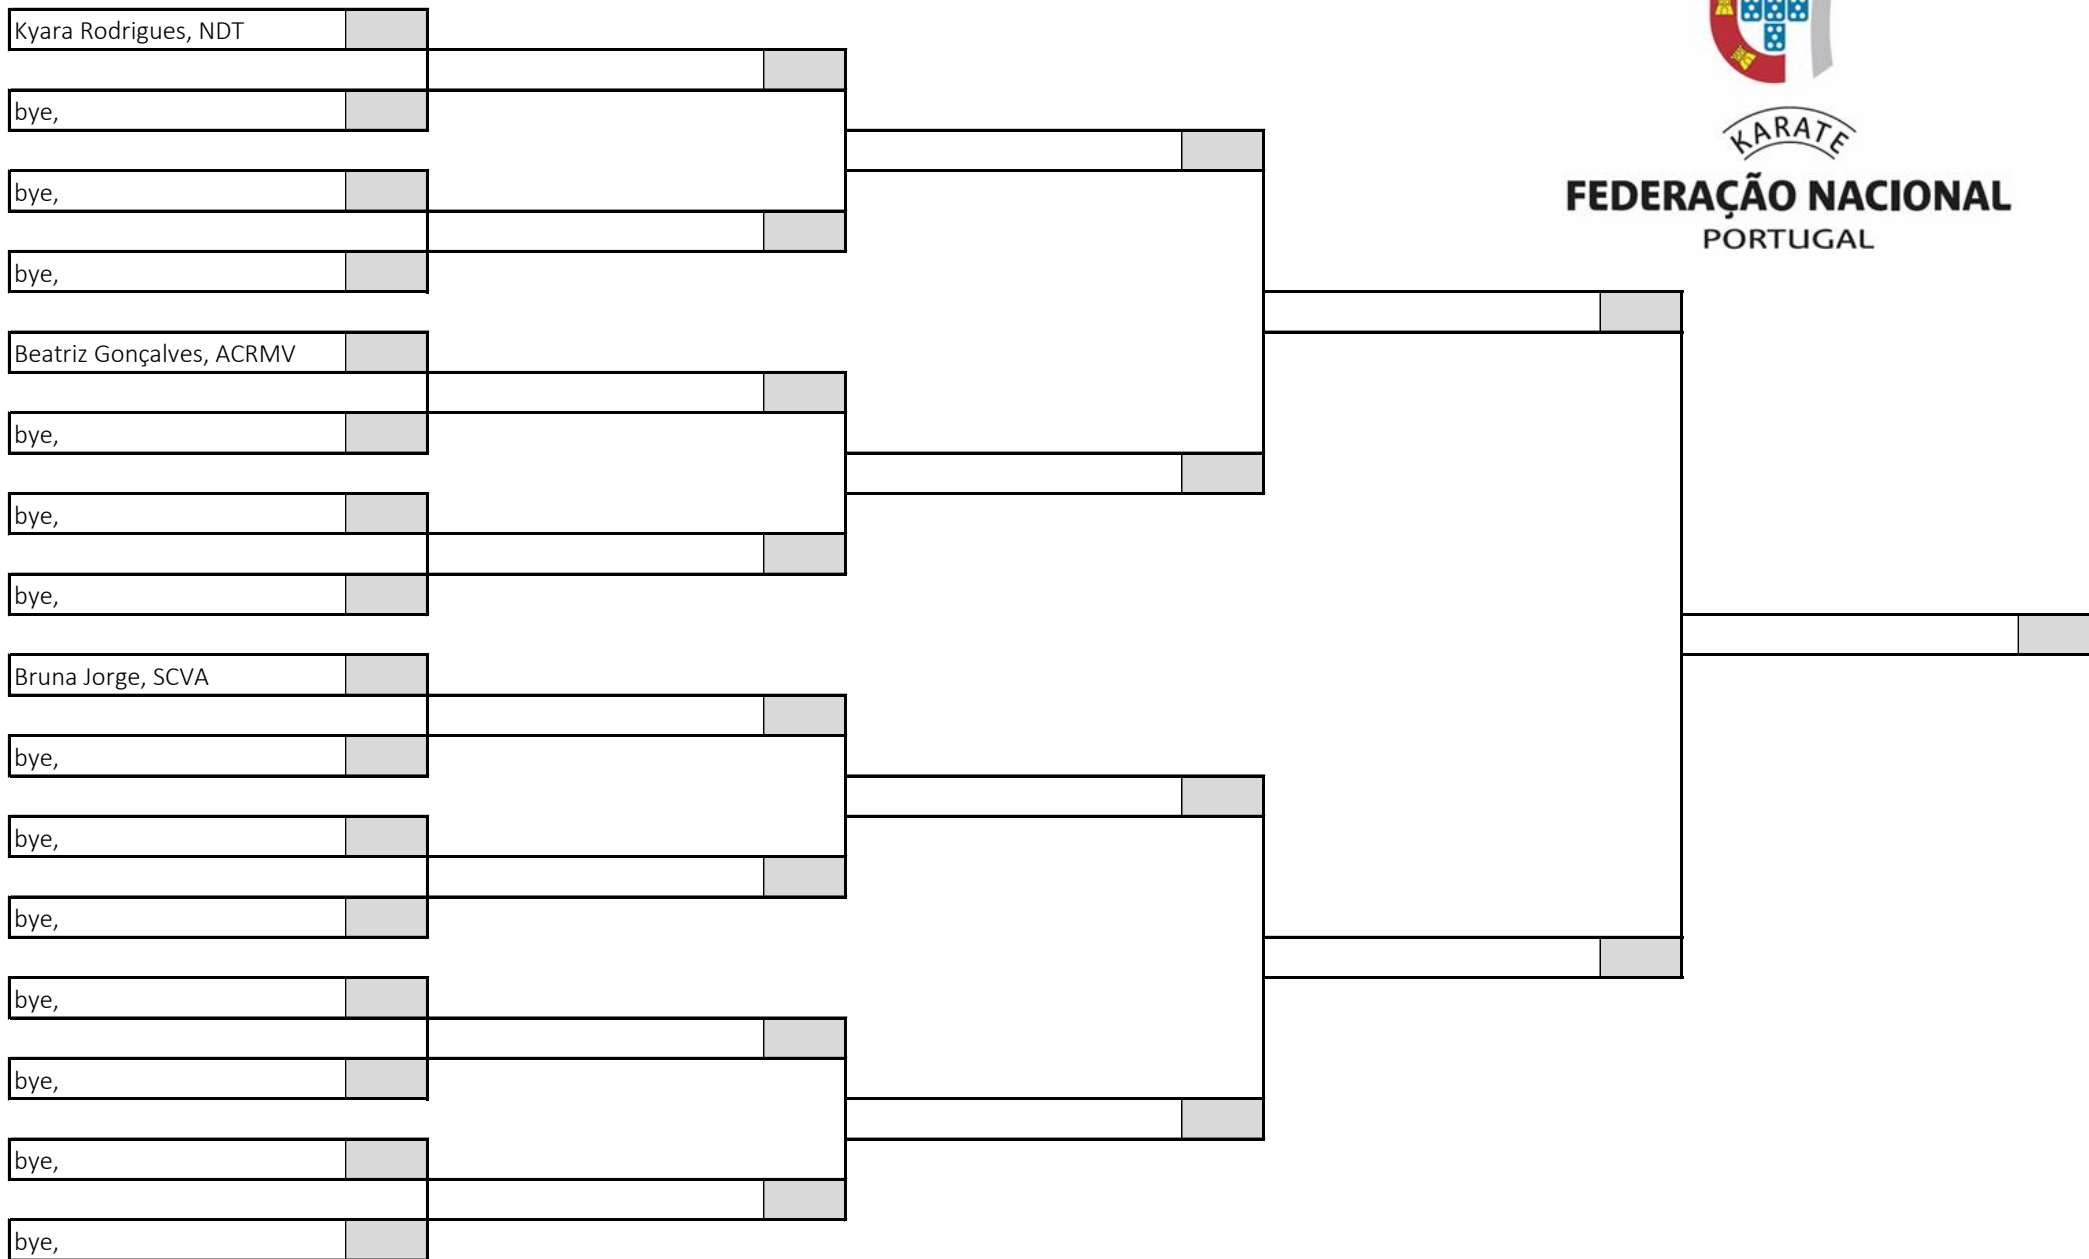 Kyara Rodrigues, NDT
bye,
bye,
bye,
Beatriz Gonçalves, ACRMV
bye,
bye,
bye,
Bruna Jorge, SCVA
bye,
bye,
bye,
bye,
bye,
bye,
bye,
KARATE
FEDERAÇÃO NACIONAL
PORTUGAL